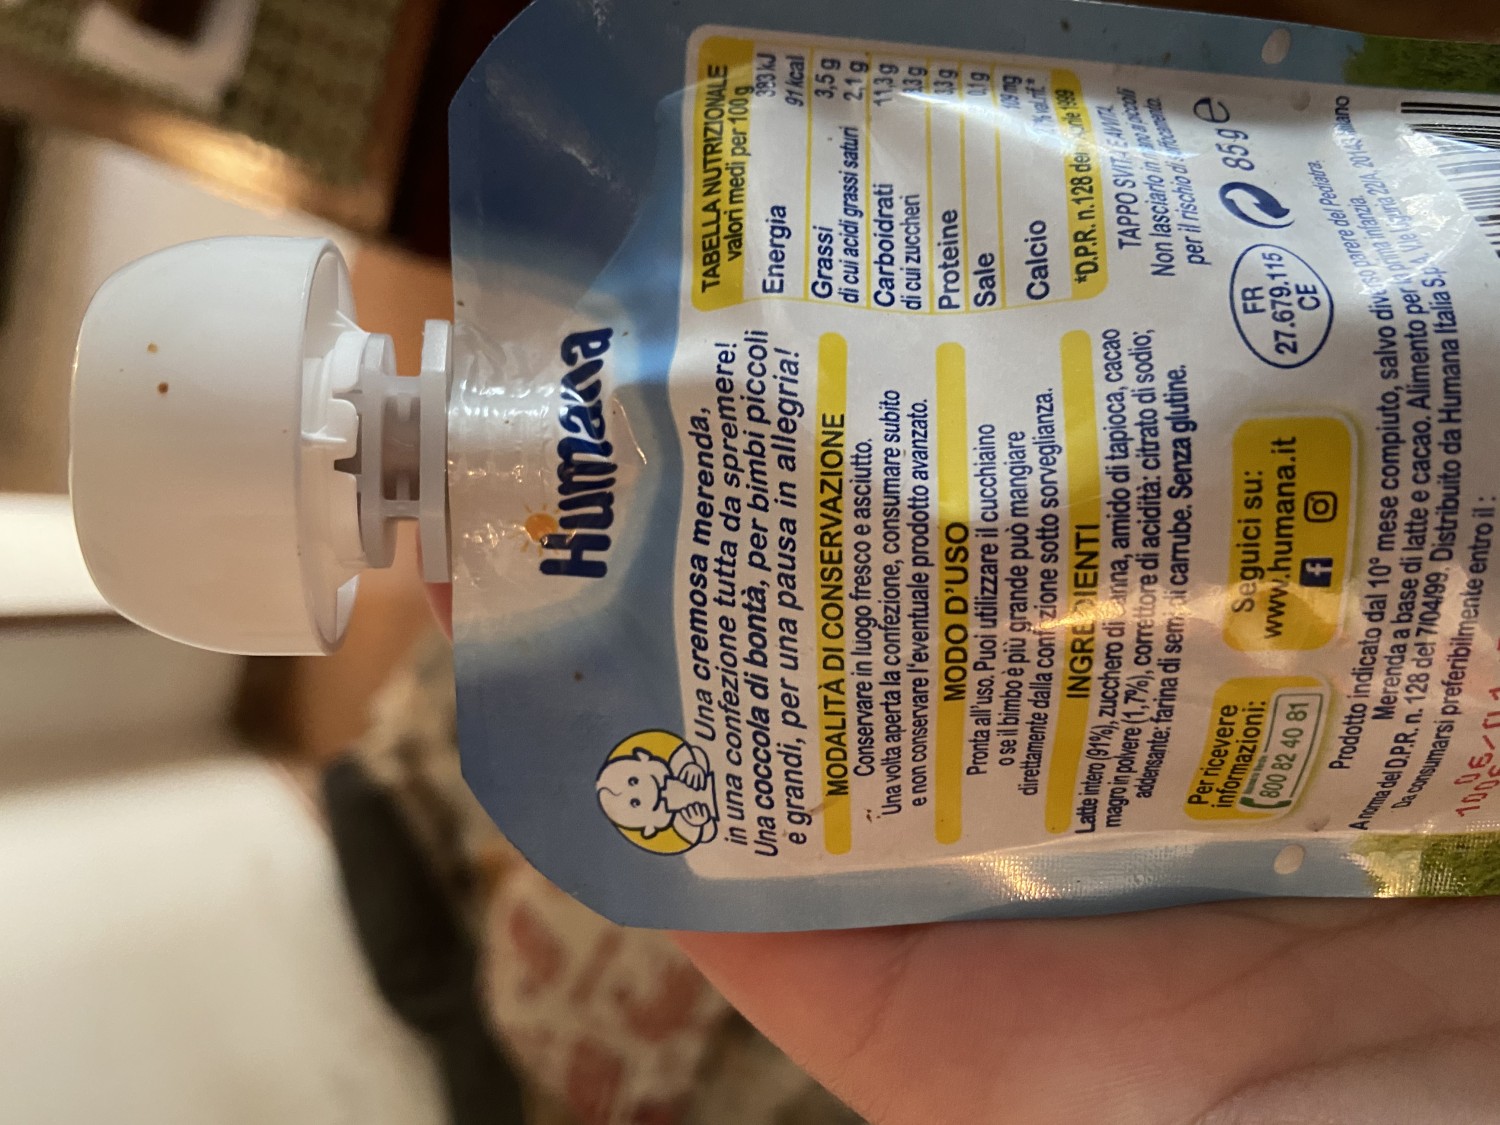 Humana
Una cremosa merenda,
in una confezione tutta da spremere!
Una coccola di bontà, per bimbi piccoli
e grandi, per una pausa in allegria!
MODALITÀ DI CONSERVAZIONE
Conservare in luogo fresco e asciutto.
Una volta aperta la confezione, consumare subito
e non conservare l'eventuale prodotto avanzato.
MODO D'USO
Pronta all'uso. Puoi utilizzare il cucchiaino
o se il bimbo è più grande può mangiare
direttamente dalla confezione sotto sorveglianza.
INGREDIENTI
Latte intero (91%), zucchero di canna, amido di tapioca, cacao
magro in polvere (1,7%), correttore di acidità: citrato di sodio;
addensante: farina di semi di carrube. Senza glutine.
TABELLA NUTRIZIONALE
valori medi per 100 g
Energia 383 kJ
91 kcal
Grassi 3,5 g
di cui acidi grassi saturi 2,1 g
Carboidrati 11,3 g
di cui zuccheri
Proteine 3,3 g
Sale 0,1 g
Calcio
*D.P.R. n.128 del
TAPPO
Non lasciarlo in
per il rischio di
Per ricevere
informazioni:
800 82 40 81
Seguici su:
www.humana.it
FR
27.679.115
CE
85 g e
Prodotto indicato dal 10° mese compiuto, salvo diverso parere del Pediatra.
Merenda a base di latte e cacao. Alimento per la prima infanzia.
A norma del D.P.R. n. 128 del 7/04/99. Distribuito da Humana Italia S.p.A. Milano
Da consumarsi preferibilmente entro il :